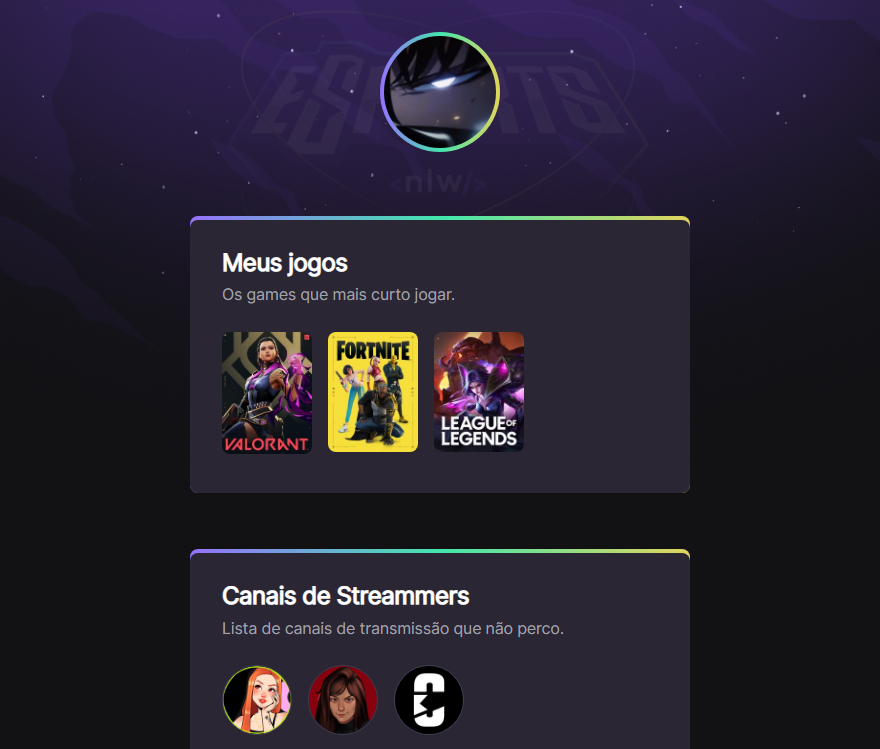 ESPORTS
<nlw/>
Meus jogos
Os games que mais curto jogar.
VALORANT
FORTNITE
LEAGUE OF
LEGENDS
Canais de Streammers
Lista de canais de transmissão que não perco.